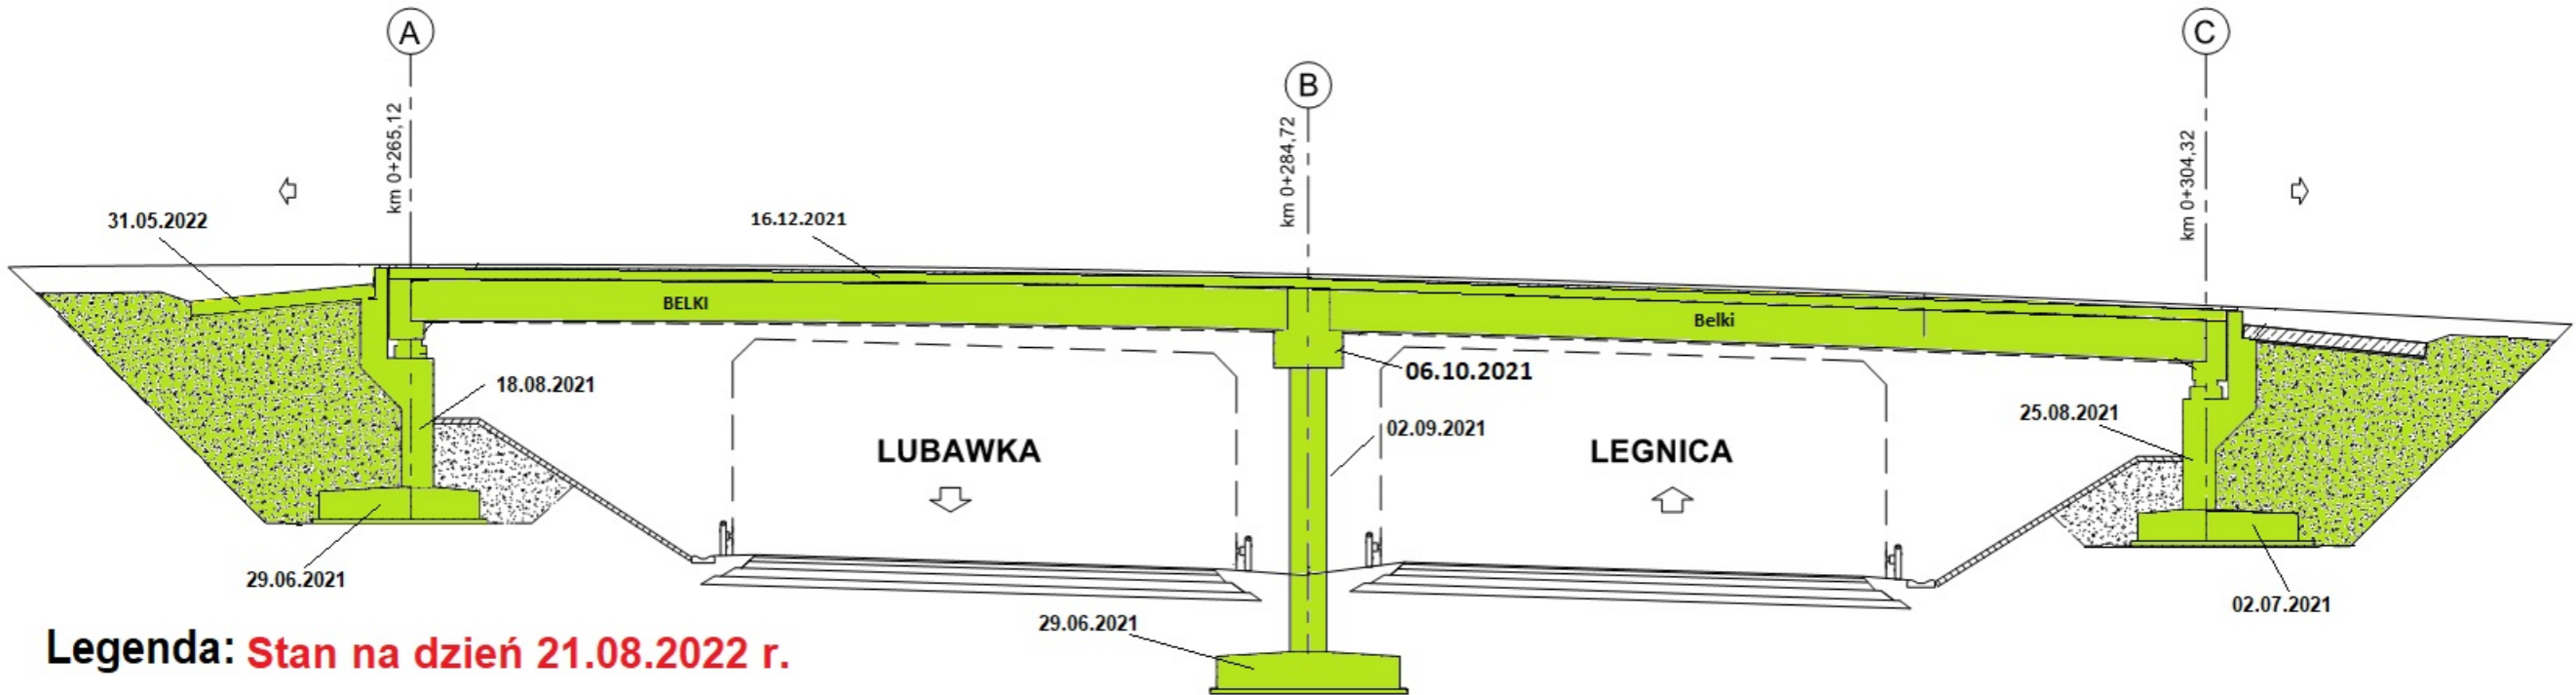 A
B
C
km 0+265,12
km 0+284,72
km 0+304,32
31.05.2022
16.12.2021
BELKI
Belki
18.08.2021
06.10.2021
02.09.2021
25.08.2021
LUBAWKA
LEGNICA
29.06.2021
29.06.2021
02.07.2021
Legenda: Stan na dzień 21.08.2022 r.